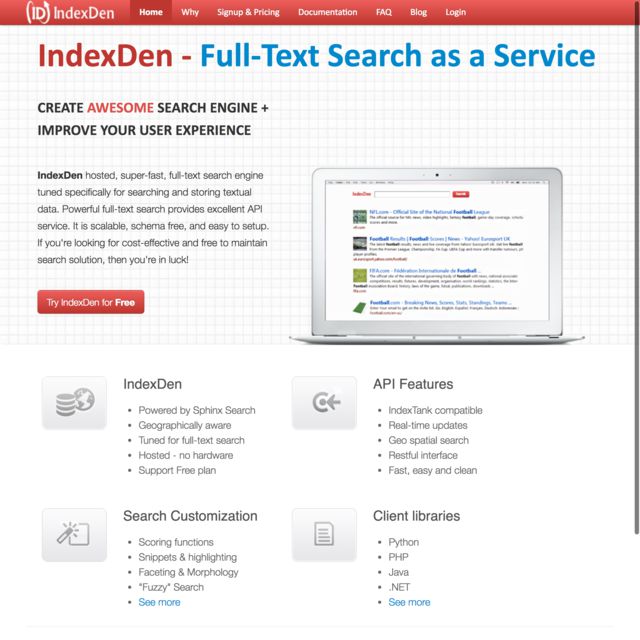 (ID) IndexDen
Home Why Signup & Pricing Documentation FAQ Blog Login
IndexDen - Full-Text Search as a Service
CREATE AWESOME SEARCH ENGINE +
IMPROVE YOUR USER EXPERIENCE
IndexDen hosted, super-fast, full-text search engine
tuned specifically for searching and storing textual
data. Powerful full-text search provides excellent API
service. It is scalable, schema free, and easy to setup.
If you're looking for cost-effective and free to maintain
search solution, then you're in luck!
Try IndexDen for Free
IndexDen Search
NFL.com - Official Site of the National Football League
Football Results | Football Scores | News - Yahoo! Eurosport UK
FIFA.com - Fédération Internationale de Football ...
Football.com - Breaking News, Scores, Stats, Standings, Teams ...
IndexDen
• Powered by Sphinx Search
• Geographically aware
• Tuned for full-text search
• Hosted - no hardware
• Support Free plan
API Features
• IndexTank compatible
• Real-time updates
• Geo spatial search
• Restful interface
• Fast, easy and clean
Search Customization
• Scoring functions
• Snippets & highlighting
• Faceting & Morphology
• "Fuzzy" Search
• See more
Client libraries
• Python
• PHP
• Java
• .NET
• See more